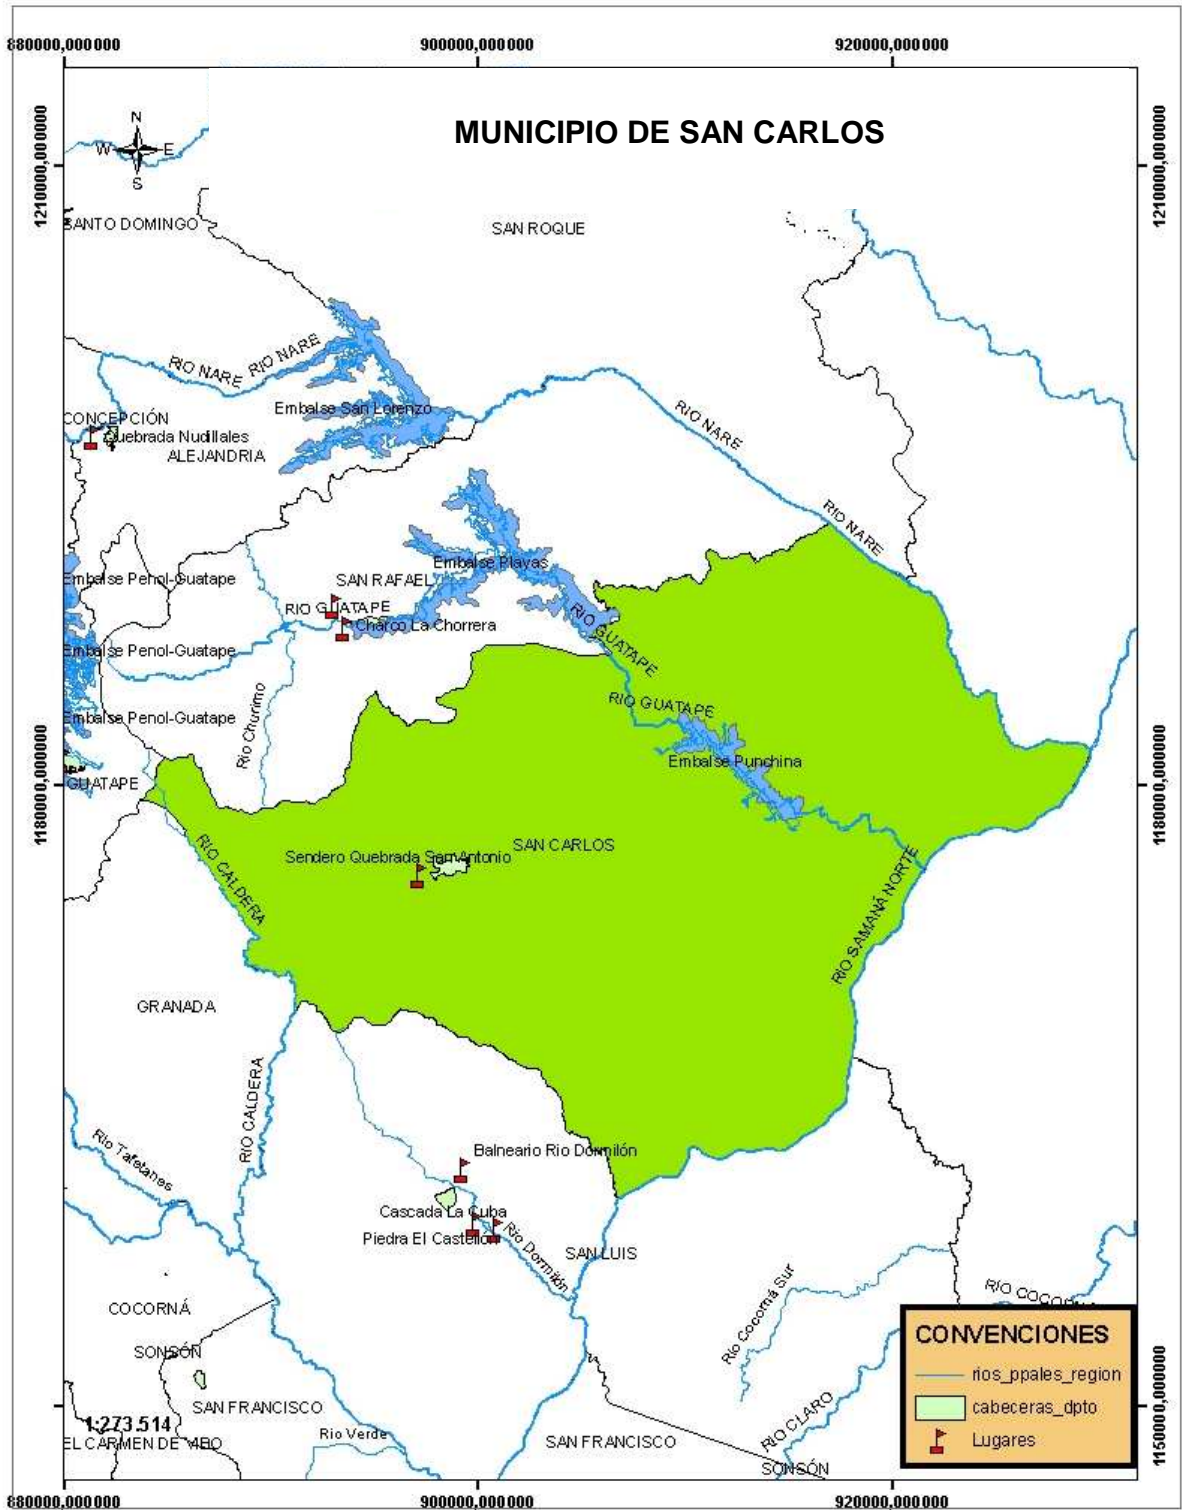 880000,000000
900000,000000
920000,000000
1210000,000000
1210000,000000
MUNICIPIO DE SAN CARLOS
N
W
E
S
SANTO DOMINGO
SAN ROQUE
RIO NARE
RIO NARE
RIO NARE
RIO NARE
Embalse San Lorenzo
CONCEPCIÓN
Quebrada Nudillales
ALEJANDRIA
Embalse Penol-Guatape
SAN RAFAEL
Embalse Playas
RIO GUATAPE
Charco La Chorrera
RIO GUATAPE
Embalse Penol-Guatape
Rio Churimo
RIO GUATAPE
Embalse Penol-Guatape
Embalse Punchina
GUATAPE
1180000,000000
1180000,000000
SAN CARLOS
Sendero Quebrada San Antonio
RIO CALDERA
RIO SAMANÁ NORTE
GRANADA
RIO CALDERA
Rio Tafetanes
Balneario Rio Dormilón
Cascada La Cuba
Piedra El Castellón
Rio Dormilón
SAN LUIS
Rio Cocorná Sur
RIO COCORNÁ
COCORNÁ
SONSÓN
SAN FRANCISCO
1:273.514
EL CARMEN DE
Rio Verde
SAN FRANCISCO
RIO CLARO
SONSÓN
CONVENCIONES
rios_ppales_region
cabeceras_dpto
Lugares
1150000,000000
1150000,000000
880000,000000
900000,000000
920000,000000